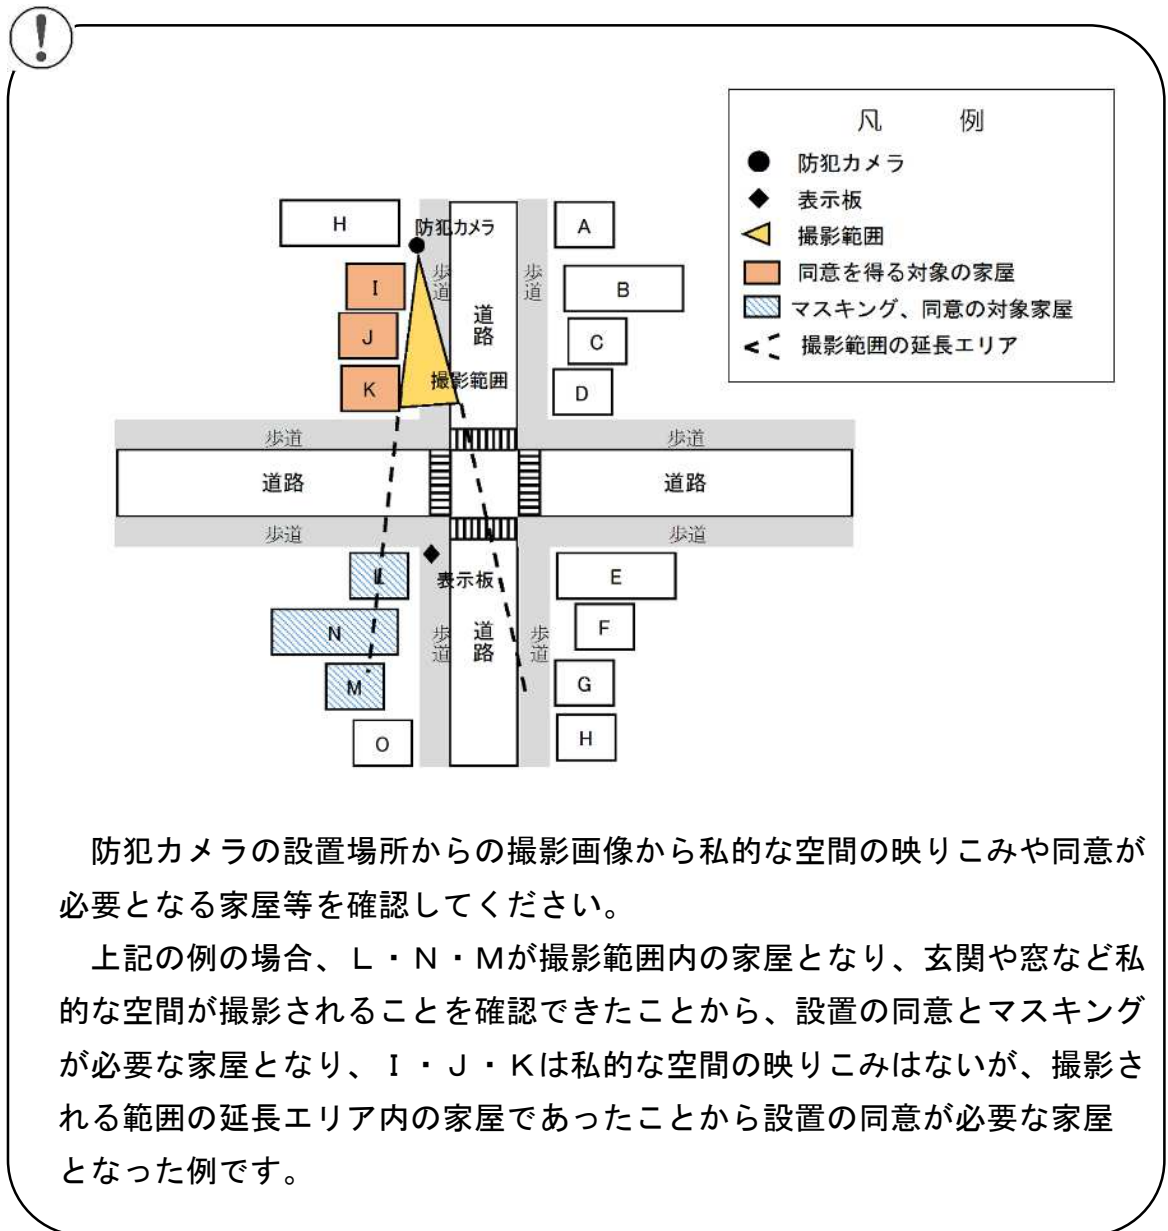 !
凡 例
防犯カメラ
表示板
撮影範囲
同意を得る対象の家屋
マスキング、同意の対象家屋
撮影範囲の延長エリア
H
防犯カメラ
A
I
歩道
歩道
B
J
道路
C
K
撮影範囲
D
歩道
歩道
道路
道路
歩道
歩道
L
表示板
E
N
歩道
道路
歩道
F
M
G
O
H
防犯カメラの設置場所からの撮影画像から私的な空間の映りこみや同意が
必要となる家屋等を確認してください。
上記の例の場合、L・N・Mが撮影範囲内の家屋となり、玄関や窓など私
的な空間が撮影されることを確認できたことから、設置の同意とマスキング
が必要な家屋となり、I・J・Kは私的な空間の映りこみはないが、撮影さ
れる範囲の延長エリア内の家屋であったことから設置の同意が必要な家屋
となった例です。